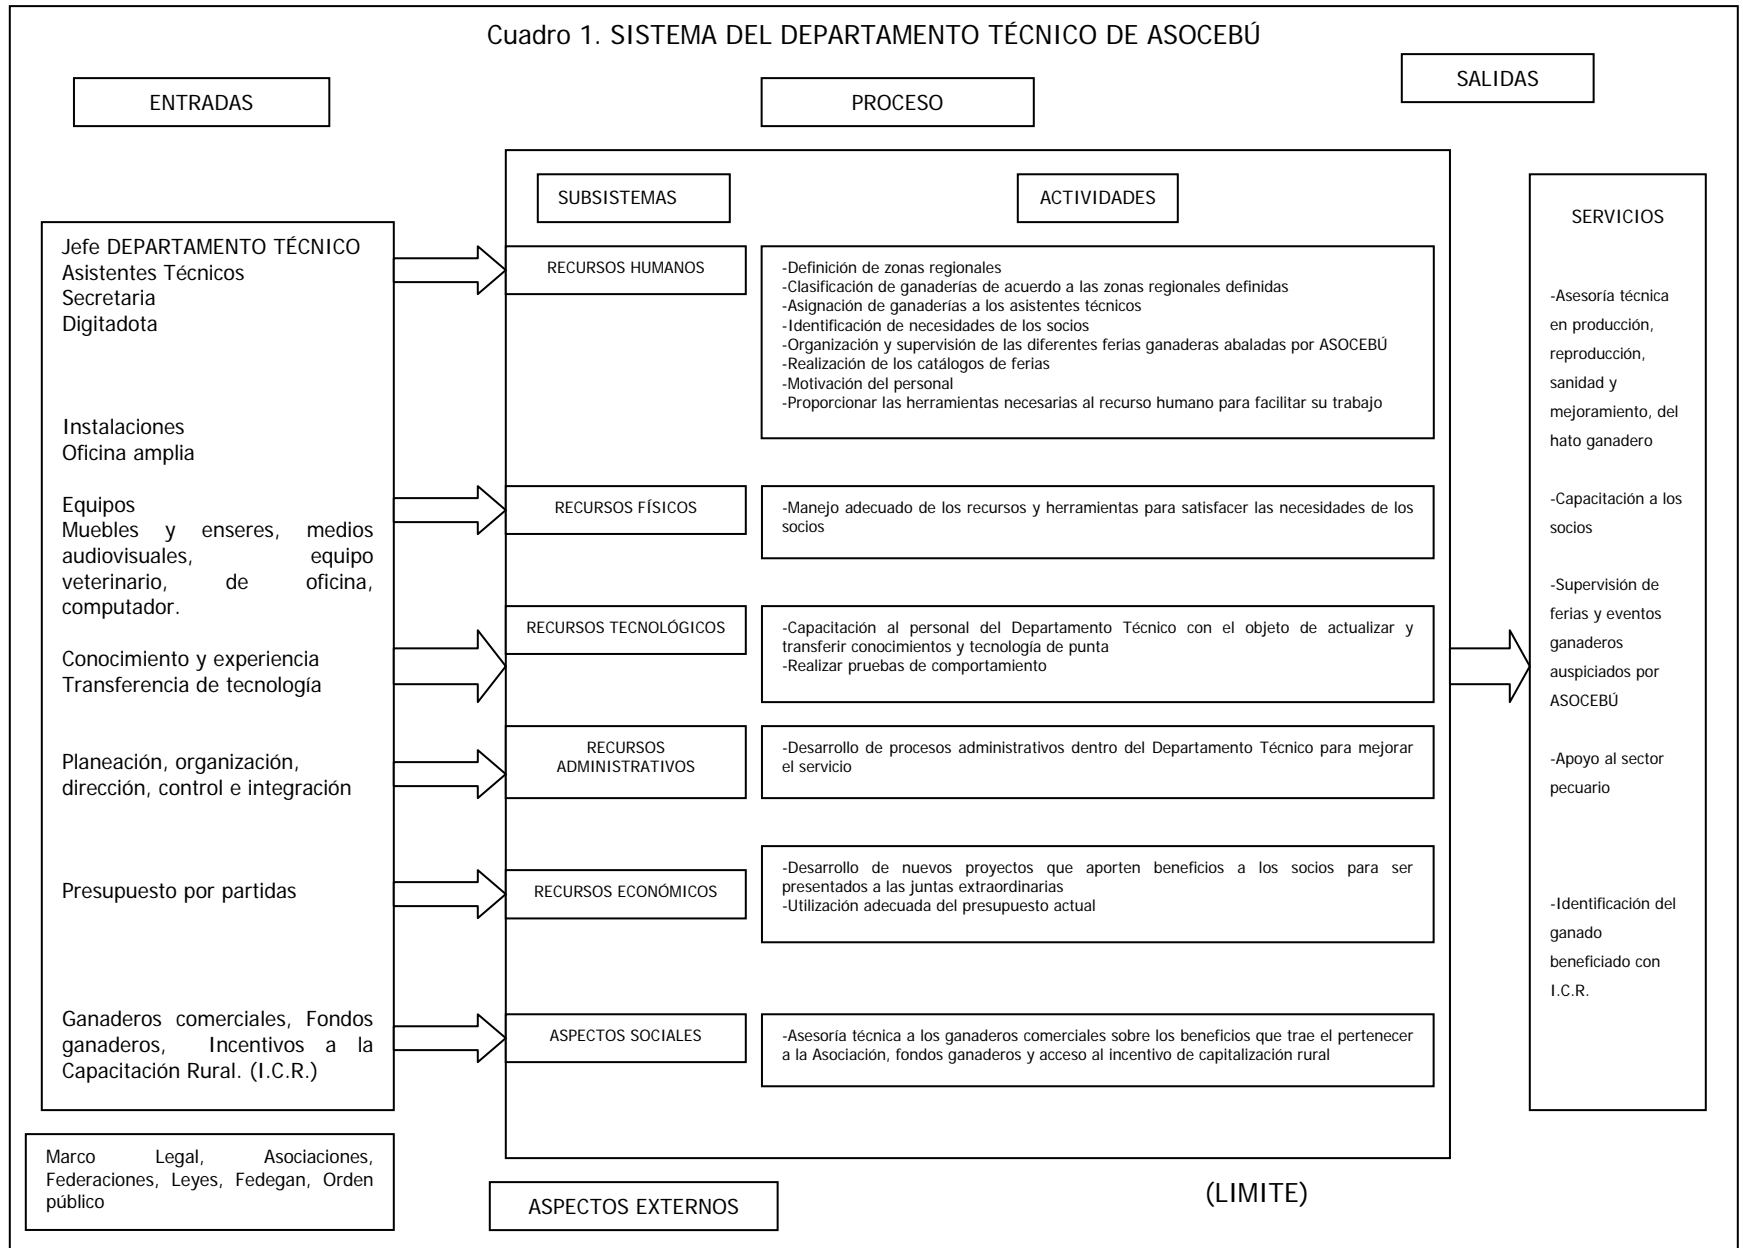 Cuadro 1. SISTEMA DEL DEPARTAMENTO TÉCNICO DE ASOCEBÚ
ENTRADAS
PROCESO
SALIDAS
Jefe DEPARTAMENTO TÉCNICO
Asistentes Técnicos
Secretaria
Digitadota
Instalaciones
Oficina amplia
Equipos
Muebles y enseres, medios
audiovisuales, equipo
veterinario, de oficina,
computador.
Conocimiento y experiencia
Transferencia de tecnología
Planeación, organización,
dirección, control e integración
Presupuesto por partidas
Ganaderos comerciales, Fondos
ganaderos, Incentivos a la
Capacitación Rural. (I.C.R.)
Marco Legal, Asociaciones,
Federaciones, Leyes, Fedegan, Orden
público
SUBSISTEMAS
ACTIVIDADES
RECURSOS HUMANOS
-Definición de zonas regionales
-Clasificación de ganaderías de acuerdo a las zonas regionales definidas
-Asignación de ganaderías a los asistentes técnicos
-Identificación de necesidades de los socios
-Organización y supervisión de las diferentes ferias ganaderas abaladas por ASOCEBÚ
-Realización de los catálogos de ferias
-Motivación del personal
-Proporcionar las herramientas necesarias al recurso humano para facilitar su trabajo
RECURSOS FÍSICOS
-Manejo adecuado de los recursos y herramientas para satisfacer las necesidades de los
socios
RECURSOS TECNOLÓGICOS
-Capacitación al personal del Departamento Técnico con el objeto de actualizar y
transferir conocimientos y tecnología de punta
-Realizar pruebas de comportamiento
RECURSOS
ADMINISTRATIVOS
-Desarrollo de procesos administrativos dentro del Departamento Técnico para mejorar
el servicio
RECURSOS ECONÓMICOS
-Desarrollo de nuevos proyectos que aporten beneficios a los socios para ser
presentados a las juntas extraordinarias
-Utilización adecuada del presupuesto actual
ASPECTOS SOCIALES
-Asesoría técnica a los ganaderos comerciales sobre los beneficios que trae el pertenecer
a la Asociación, fondos ganaderos y acceso al incentivo de capitalización rural
SERVICIOS
-Asesoría técnica
en producción,
reproducción,
sanidad y
mejoramiento, del
hato ganadero
-Capacitación a los
socios
-Supervisión de
ferias y eventos
ganaderos
auspiciados por
ASOCEBÚ
-Apoyo al sector
pecuario
-Identificación del
ganado
beneficiado con
I.C.R.
ASPECTOS EXTERNOS
(LIMITE)